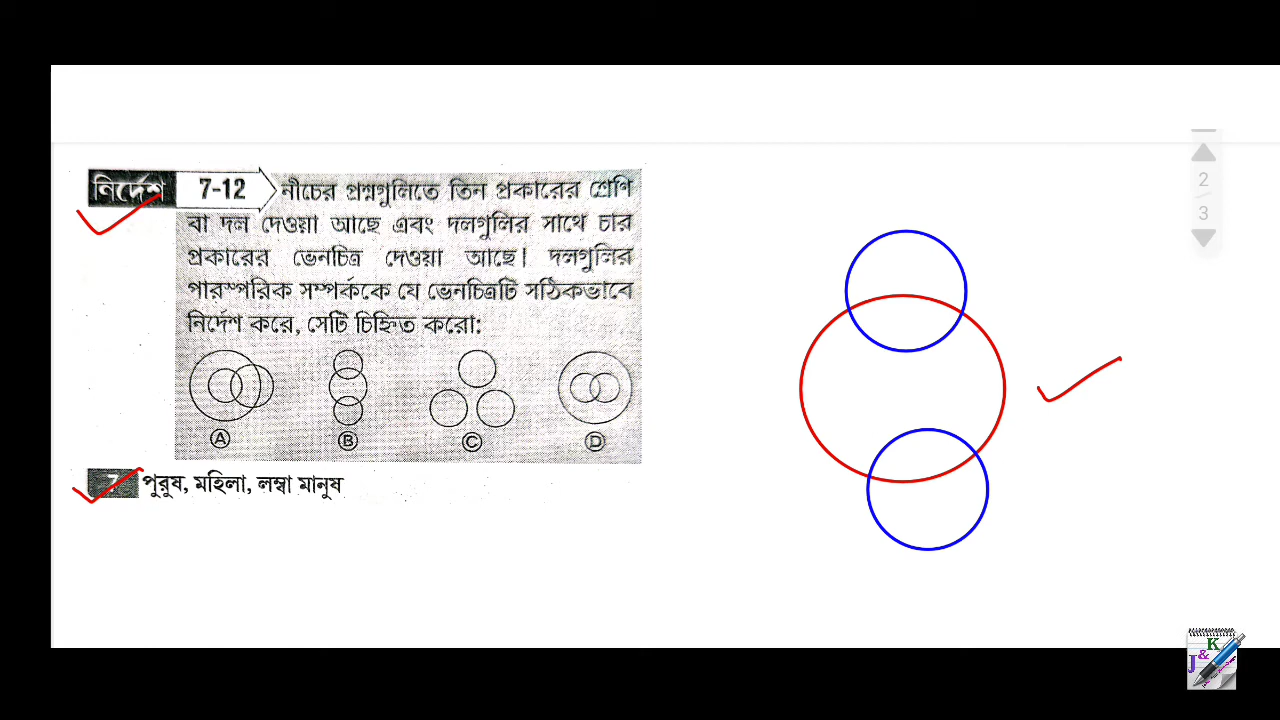 নির্দেশ 7-12 নীচের প্রশ্নগুলিতে তিন প্রকারের শ্রেণি
বা দল দেওয়া আছে এবং দলগুলির সাথে চার
প্রকারের ভেনচিত্র দেওয়া আছে। দলগুলির
পারস্পরিক সম্পর্ককে যে ভেনচিত্রটি সঠিকভাবে
নির্দেশ করে, সেটি চিহ্নিত করো:
A B C D
7 পুরুষ, মহিলা, লম্বা মানুষ
2
3
J&K